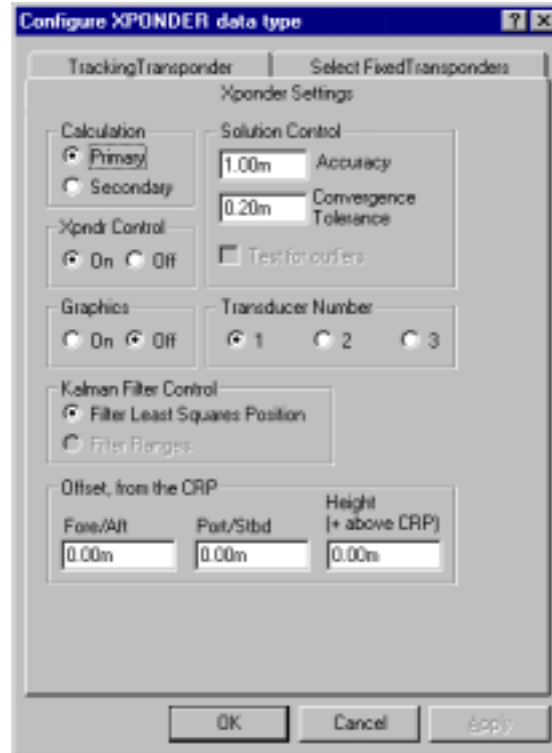 Configure XPONDER data type
TrackingTransponder
Select FixedTransponders
Xponder Settings
Calculation
Primary
Secondary
Solution Control
1.00m Accuracy
0.20m Convergence
Tolerance
Test for outliers
Xpndr Control
On Off
Graphics
On Off
Transducer Number
1 2 3
Kalman Filter Control
Filter Least Squares Position
Filter Ranges
Offset, from the CRP
Fore/Aft
0.00m
Port/Stbd
0.00m
Height
(+ above CRP)
0.00m
OK Cancel Apply